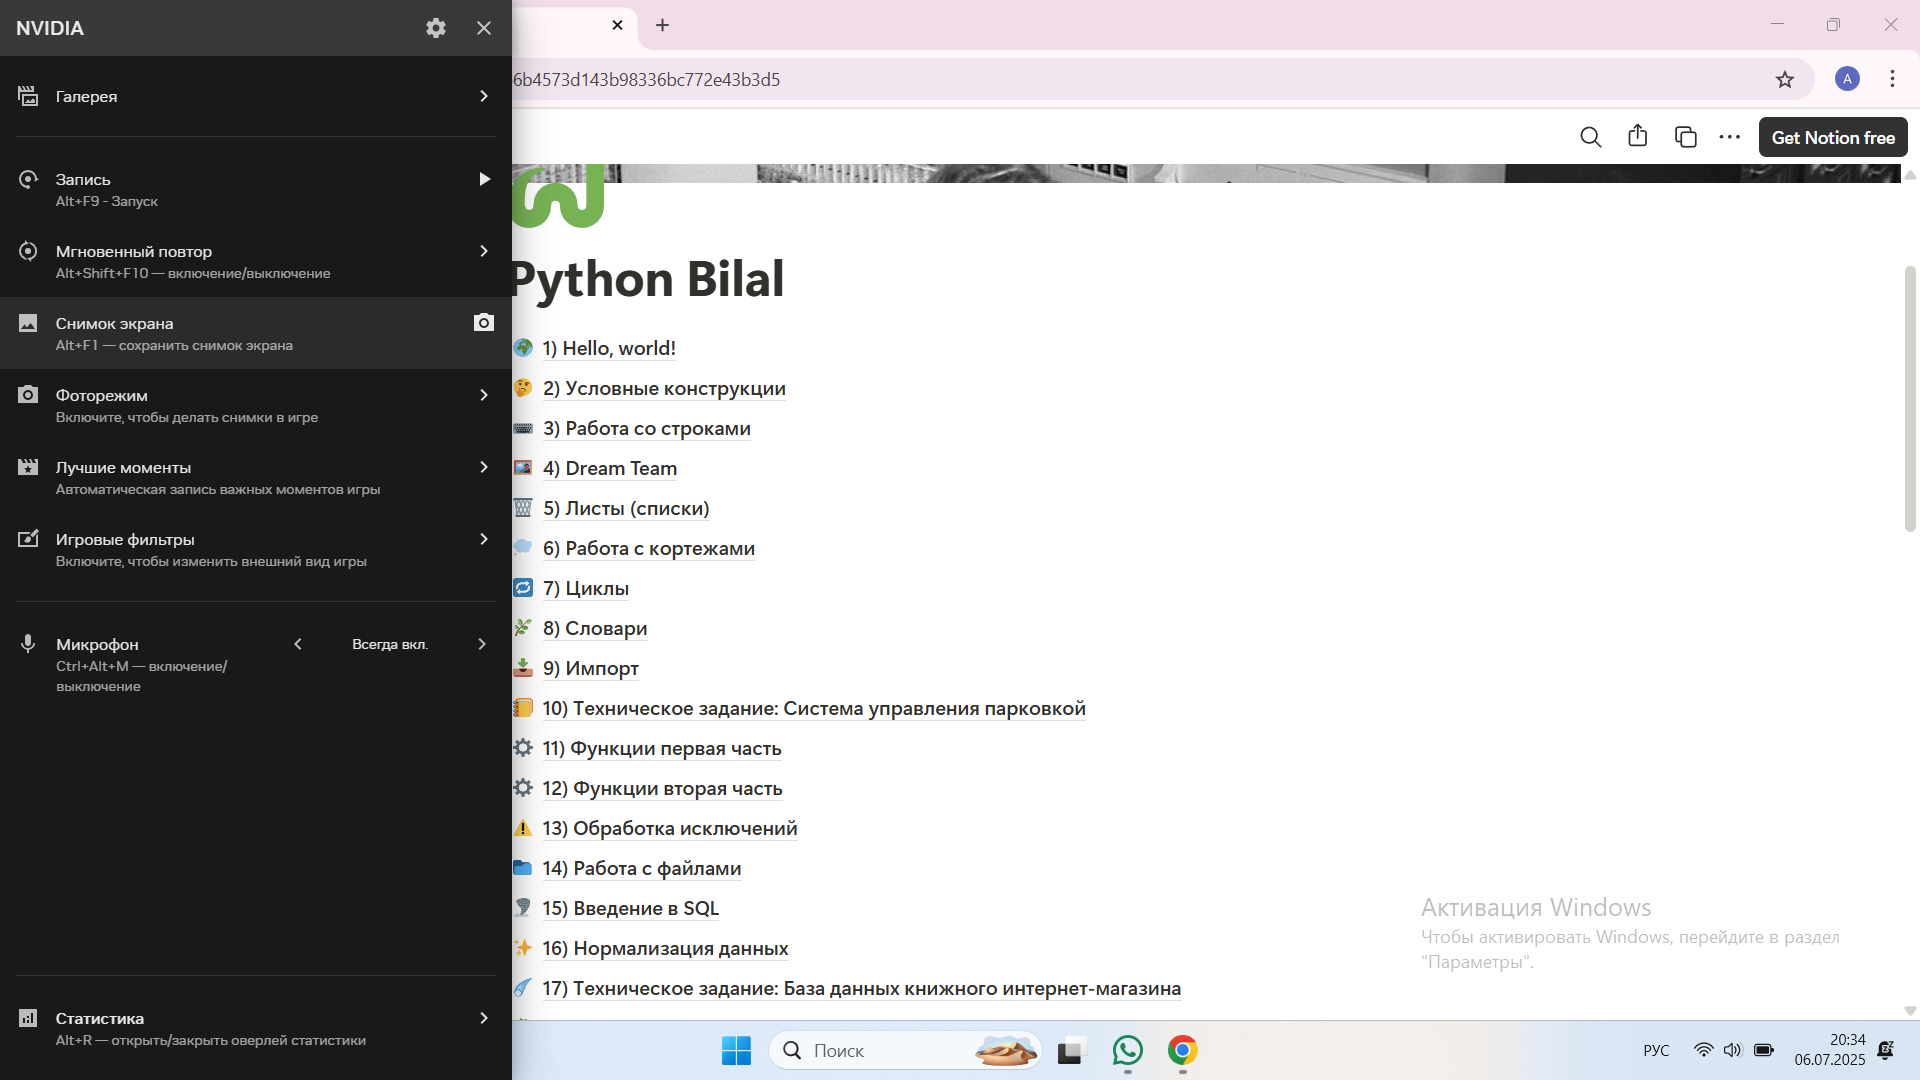 NVIDIA
Галерея
Запись
Alt+F9 - Запуск
Мгновенный повтор
Alt+Shift+F10 — включение/выключение
Снимок экрана
Alt+F1 — сохранить снимок экрана
Фоторежим
Включите, чтобы делать снимки в игре
Лучшие моменты
Автоматическая запись важных моментов игры
Игровые фильтры
Включите, чтобы изменить внешний вид игры
Микрофон
Всегда вкл.
Ctrl+Alt+M — включение/
выключение
Статистика
Alt+R — открыть/закрыть оверлей статистики
6b4573d143b98336bc772e43b3d5
A
Get Notion free
Python Bilal
1) Hello, world!
2) Условные конструкции
3) Работа со строками
4) Dream Team
5) Листы (списки)
6) Работа с кортежами
7) Циклы
8) Словари
9) Импорт
10) Техническое задание: Система управления парковкой
11) Функции первая часть
12) Функции вторая часть
13) Обработка исключений
14) Работа с файлами
15) Введение в SQL
16) Нормализация данных
17) Техническое задание: База данных книжного интернет-магазина
Активация Windows
Чтобы активировать Windows, перейдите в раздел
"Параметры".
Поиск
РУС
20:34
06.07.2025